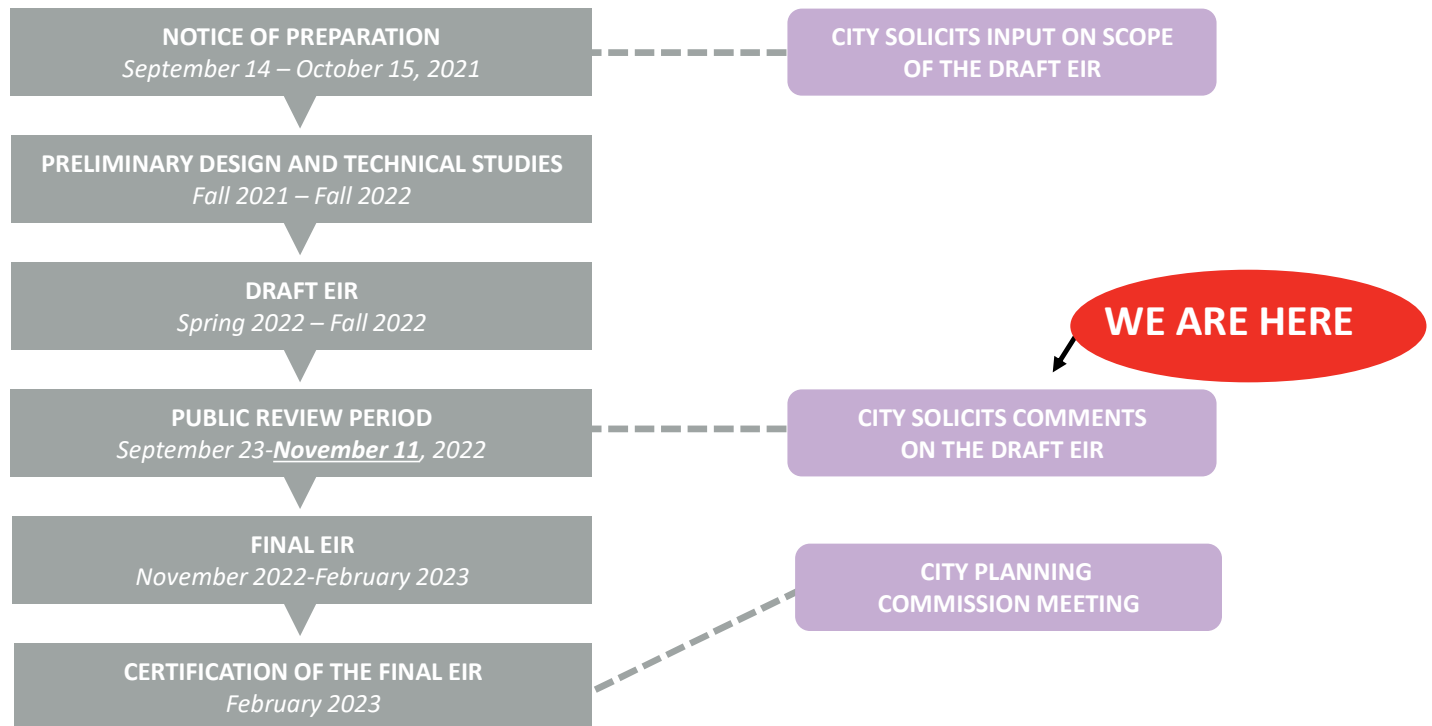 NOTICE OF PREPARATION
September 14 – October 15, 2021
CITY SOLICITS INPUT ON SCOPE
OF THE DRAFT EIR
PRELIMINARY DESIGN AND TECHNICAL STUDIES
Fall 2021 – Fall 2022
DRAFT EIR
Spring 2022 – Fall 2022
WE ARE HERE
PUBLIC REVIEW PERIOD
September 23-November 11, 2022
CITY SOLICITS COMMENTS
ON THE DRAFT EIR
FINAL EIR
November 2022-February 2023
CITY PLANNING
COMMISSION MEETING
CERTIFICATION OF THE FINAL EIR
February 2023